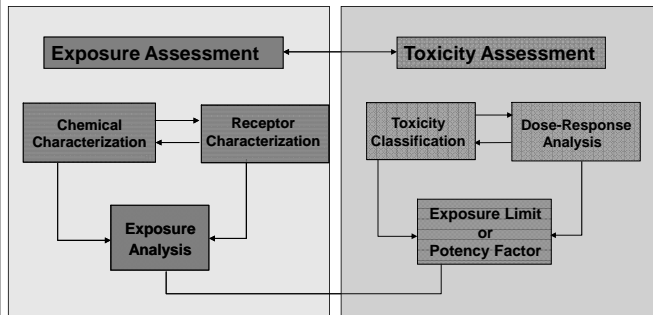 Exposure Assessment
Toxicity Assessment
Chemical
Characterization
Receptor
Characterization
Toxicity
Classification
Dose-Response
Analysis
Exposure
Analysis
Exposure Limit
or
Potency Factor